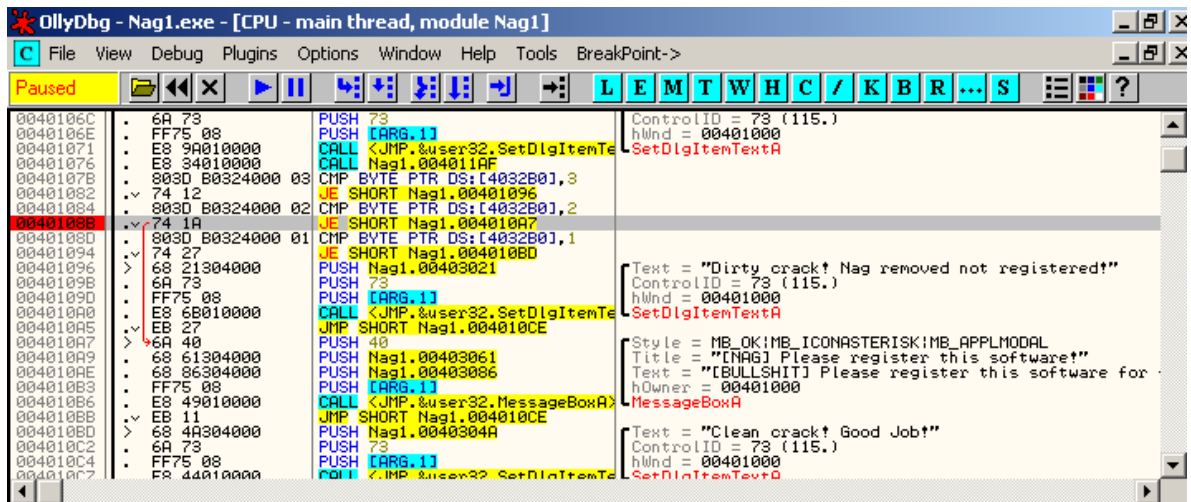 OllyDbg - Nag1.exe - [CPU - main thread, module Nag1]
C File View Debug Plugins Options Window Help Tools BreakPoint->
Paused L E M T W H C / K B R ... S ?
0040106C . 6A 73 PUSH 73 ControlID = 73 (115.)
0040106E . FF75 08 PUSH [ARG.1] hWnd = 00401000
00401071 . E8 9A010000 CALL <JMP.&user32.SetDlgItemTe SetDlgItemTextA
00401076 . E8 34010000 CALL Nag1.004011AF
0040107B . 803D B0324000 03 CMP BYTE PTR DS:[4032B0],3
00401082 .v 74 12 JE SHORT Nag1.00401096
00401084 . 803D B0324000 02 CMP BYTE PTR DS:[4032B0],2
0040108B .v 74 1A JE SHORT Nag1.004010A7
0040108D . 803D B0324000 01 CMP BYTE PTR DS:[4032B0],1
00401094 .v 74 27 JE SHORT Nag1.004010BD
00401096 > 68 21304000 PUSH Nag1.00403021 Text = "Dirty crack! Nag removed not registered!"
0040109B . 6A 73 PUSH 73 ControlID = 73 (115.)
0040109D . FF75 08 PUSH [ARG.1] hWnd = 00401000
004010A0 . E8 6B010000 CALL <JMP.&user32.SetDlgItemTe SetDlgItemTextA
004010A5 .v EB 27 JMP SHORT Nag1.004010CE
004010A7 > 6A 40 PUSH 40 Style = MB_OK|MB_ICONASTERISK|MB_APPLMODAL
004010A9 . 68 61304000 PUSH Nag1.00403061 Title = "[NAG] Please register this software!"
004010AE . 68 86304000 PUSH Nag1.00403086 Text = "[BULLSHIT] Please register this software for
004010B3 . FF75 08 PUSH [ARG.1] hOwner = 00401000
004010B6 . E8 49010000 CALL <JMP.&user32.MessageBoxA> MessageBoxA
004010BB .v EB 11 JMP SHORT Nag1.004010CE
004010BD > 68 4A304000 PUSH Nag1.0040304A Text = "Clean crack! Good Job!"
004010C2 . 6A 73 PUSH 73 ControlID = 73 (115.)
004010C4 . FF75 08 PUSH [ARG.1] hWnd = 00401000
004010C7 . E8 44010000 CALL <JMP.&user32.SetDlgItemTe SetDlgItemTextA